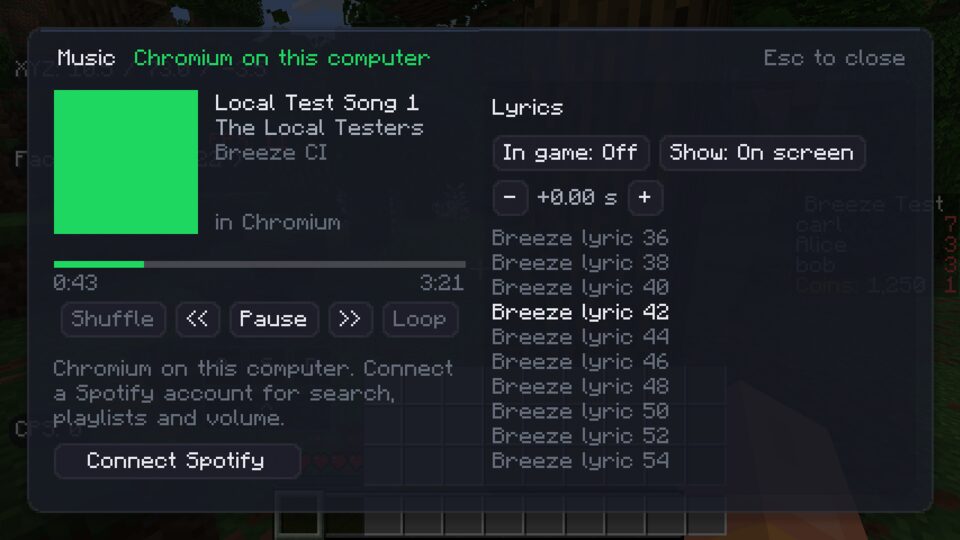 Music Chromium on this computer
Esc to close
Local Test Song 1
The Local Testers
Breeze CI
in Chromium
0:43
3:21
Shuffle
<<
Pause
>>
Loop
Chromium on this computer. Connect
a Spotify account for search,
playlists and volume.
Connect Spotify
Lyrics
In game: Off
Show: On screen
- +0.00 s +
Breeze lyric 36
Breeze lyric 38
Breeze lyric 40
Breeze lyric 42
Breeze lyric 44
Breeze lyric 46
Breeze lyric 48
Breeze lyric 50
Breeze lyric 52
Breeze lyric 54
Breeze Test
carl 7
Alice 3
bob 3
Coins: 1,250 1